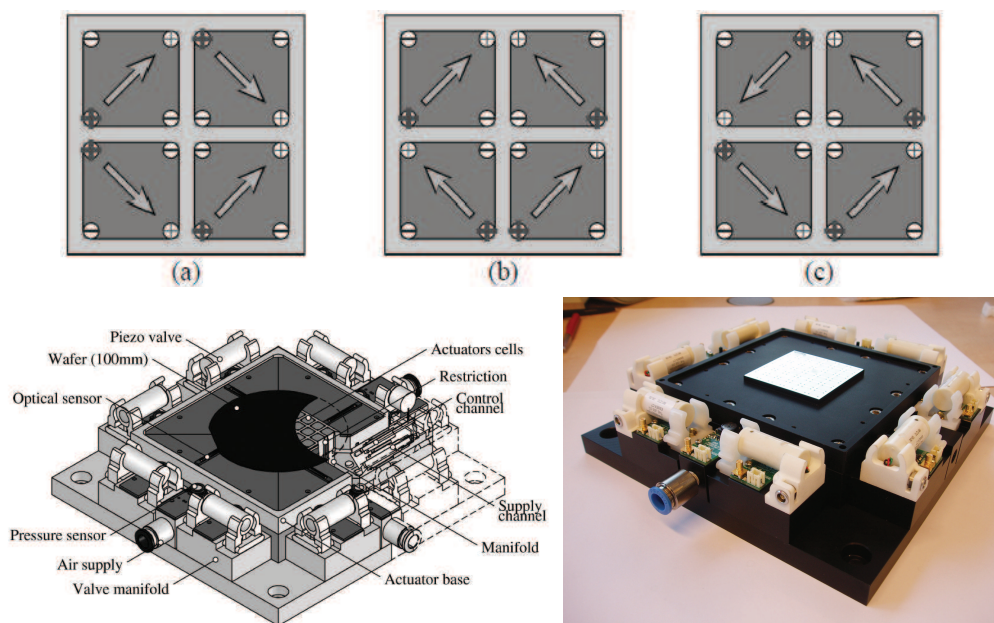 (a)
(b)
(c)
Piezo valve
Wafer (100mm)
Optical sensor
Pressure sensor
Air supply
Valve manifold
Actuators cells
Restriction
Control
channel
Supply
channel
Manifold
Actuator base